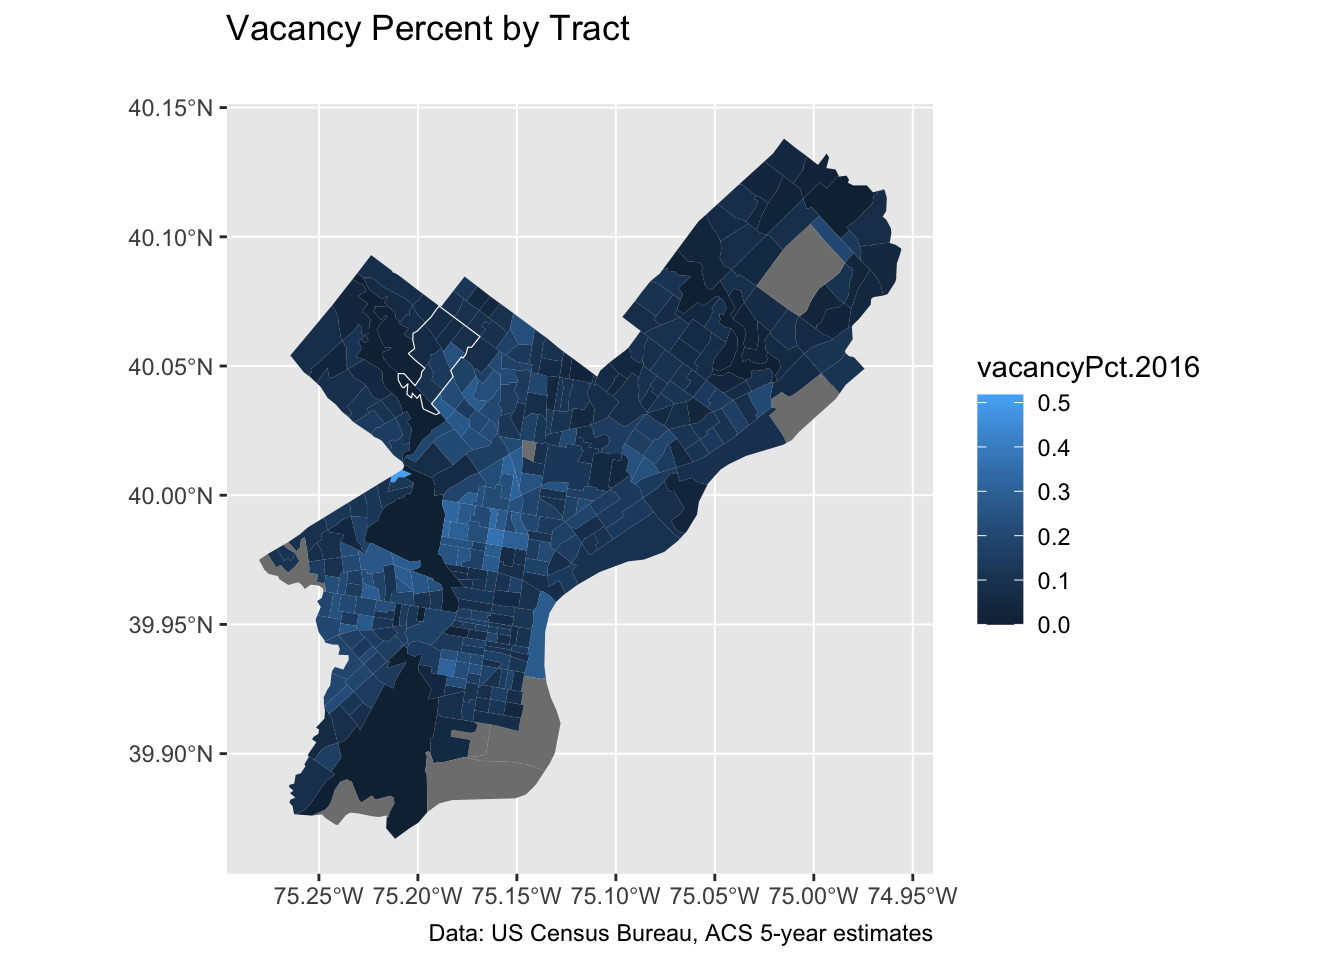 Vacancy Percent by Tract
40.15°N
40.10°N
40.05°N
40.00°N
39.95°N
39.90°N
75.25°W 75.20°W 75.15°W 75.10°W 75.05°W 75.00°W 74.95°W
vacancyPct.2016
0.5
0.4
0.3
0.2
0.1
0.0
Data: US Census Bureau, ACS 5-year estimates